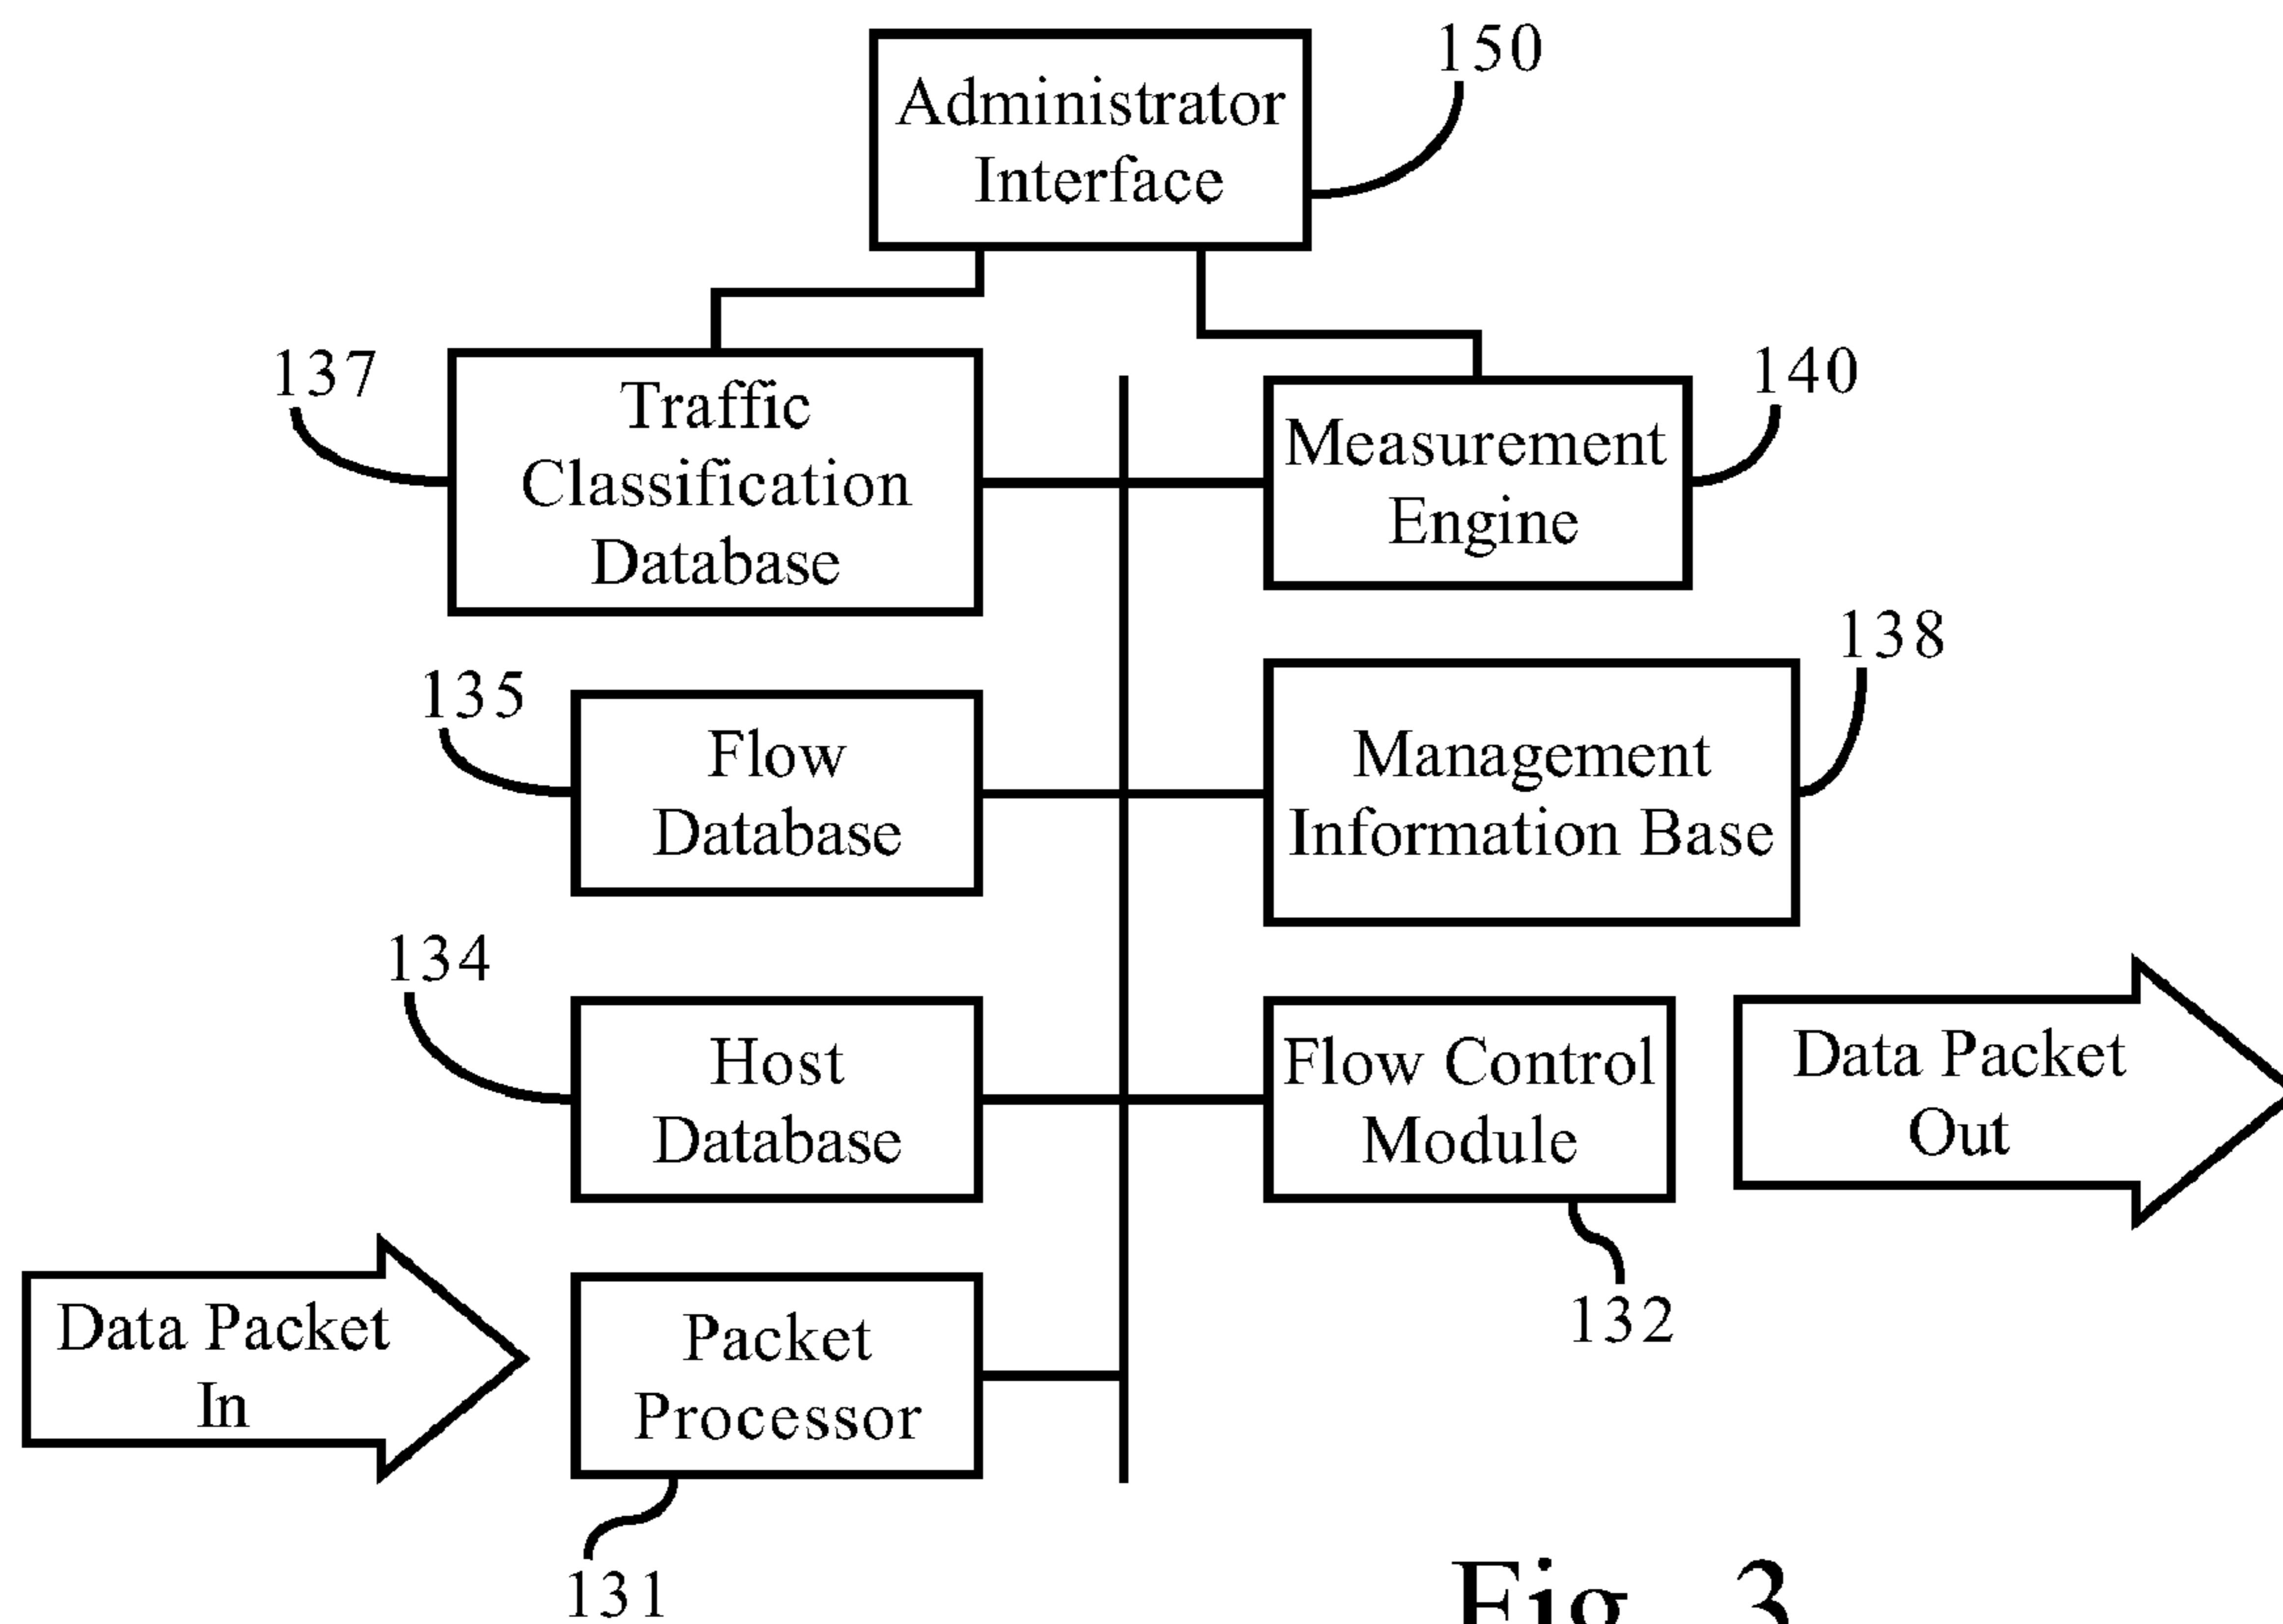 150
Administrator
Interface
137
Traffic
Classification
Database
140
Measurement
Engine
135
Flow
Database
138
Management
Information Base
134
Host
Database
Flow Control
Module
132
Data Packet
Out
Data Packet
In
Packet
Processor
131
Fig. 3